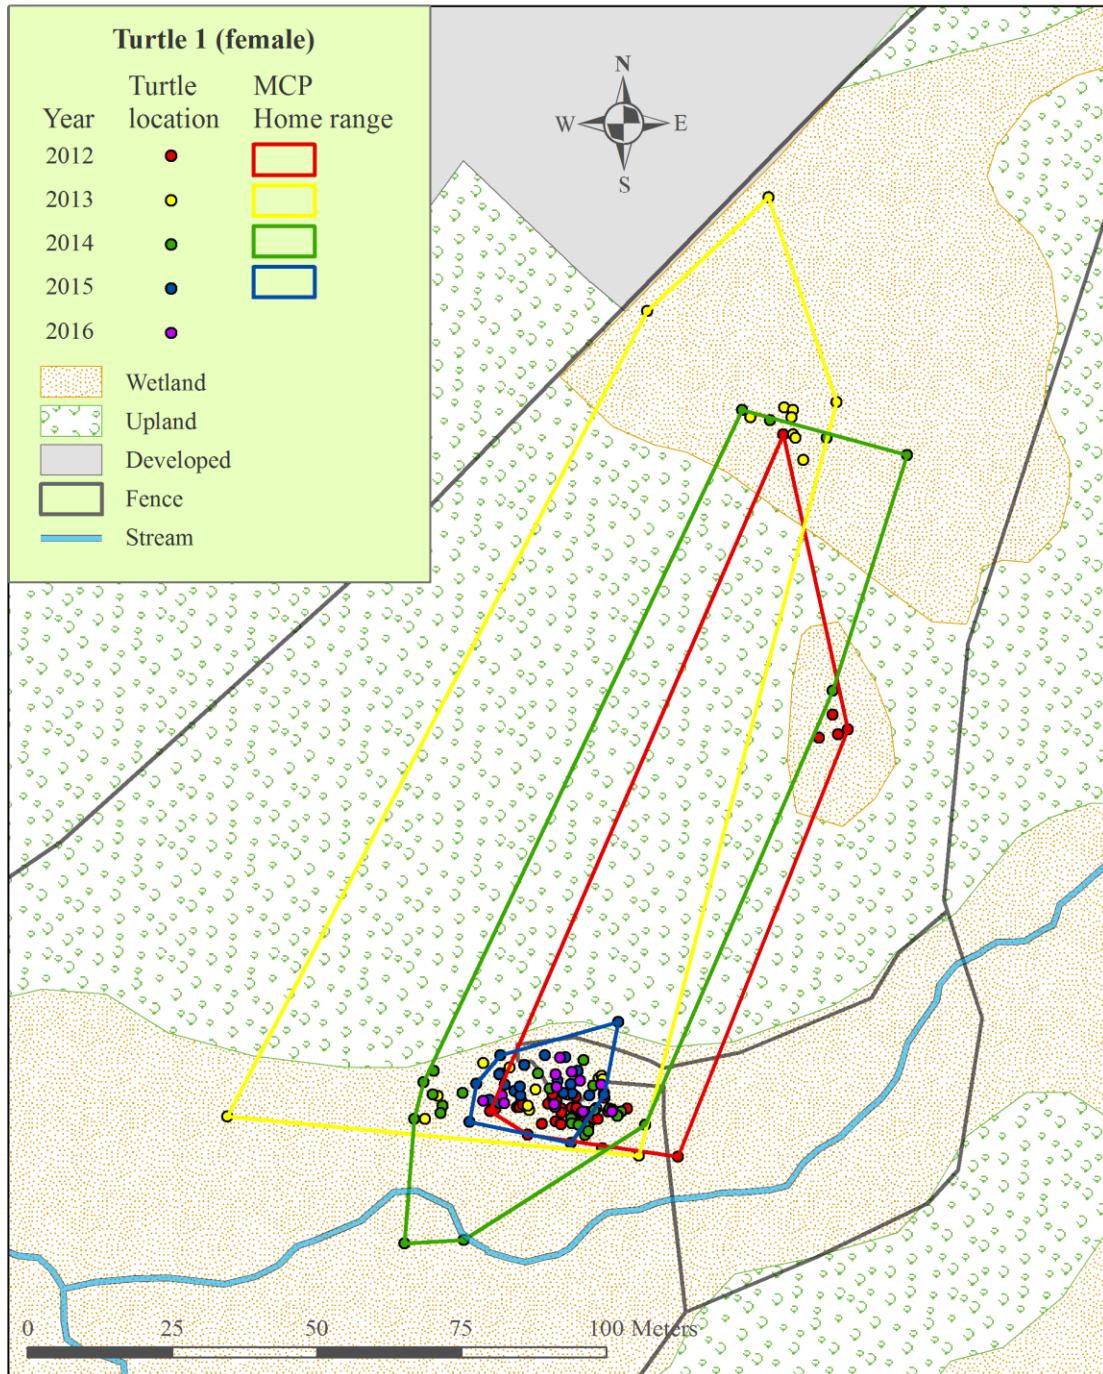 Turtle 1 (female)
Turtle MCP
Year location Home range
2012
2013
2014
2015
2016
Wetland
Upland
Developed
Fence
Stream
N
W E
S
0 25 50 75 100 Meters